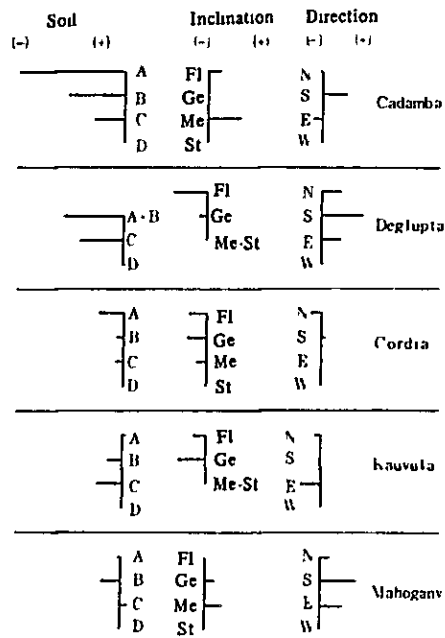 Soil Inclination Direction
(−) (+) (−) (+) (−) (+)
A Fl N
B Ge S
C Me E
D St W
Cadamba
N
Fl
A-B Ge S
Deglupta
C Me-St E
D W
A Fl N
B Ge S
Cordia
C Me E
D St W
A Fl N
B Ge S
Kauvula
C Me-St E
D W
A Fl N
B Ge S
Mahogany
C Me E
D St W